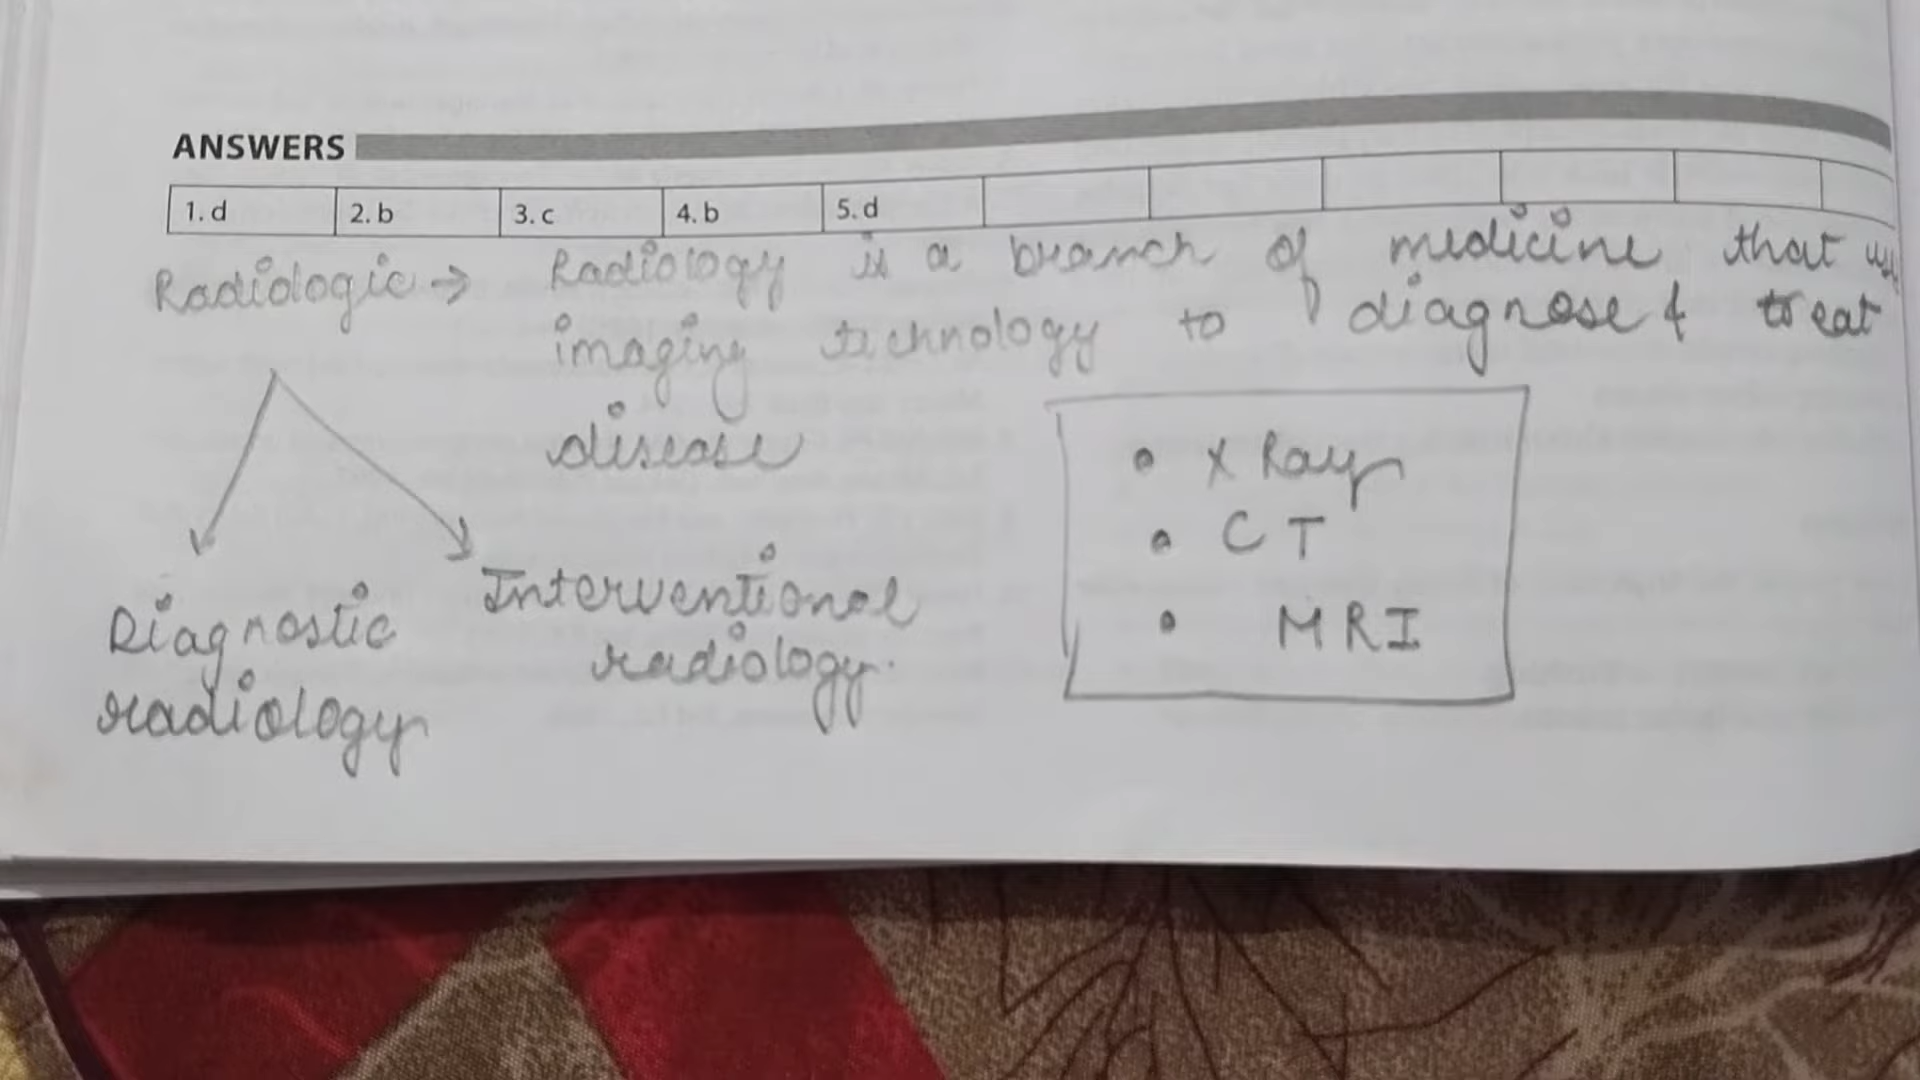 ANSWERS
1. d 2. b 3. c 4. b 5. d
Radiologic → Radiology is a branch of medicine that
imaging technology to diagnose & treat
disease
• X Ray
• CT
• MRI
Diagnostic
radiology
Interventional
radiology.